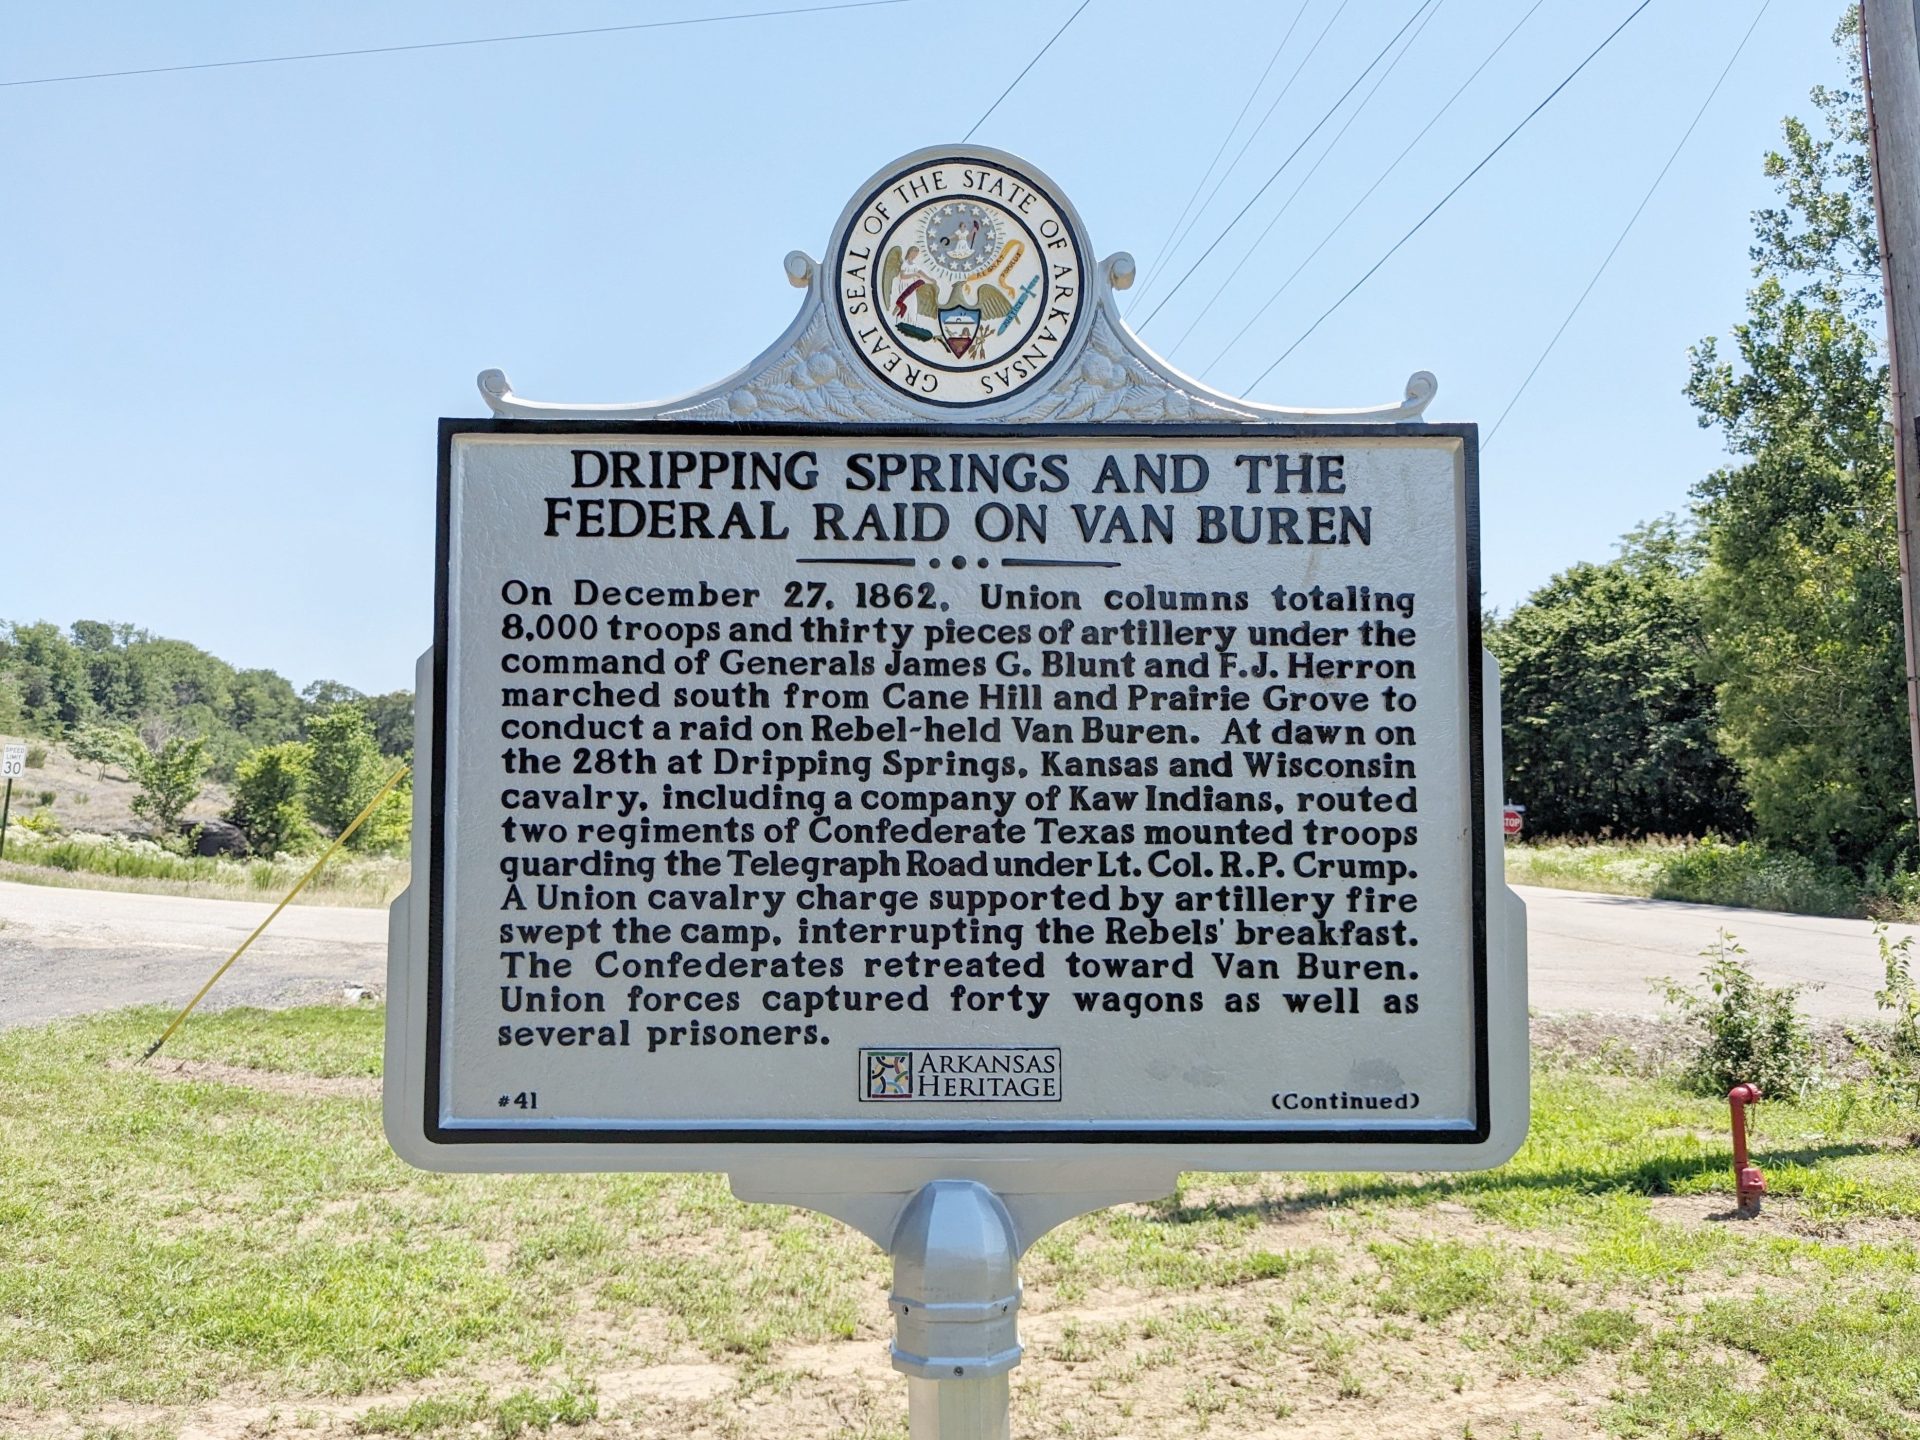 GREAT SEAL OF THE STATE OF ARKANSAS
DRIPPING SPRINGS AND THE
FEDERAL RAID ON VAN BUREN
On December 27, 1862, Union columns totaling
8,000 troops and thirty pieces of artillery under the
command of Generals James G. Blunt and F.J. Herron
marched south from Cane Hill and Prairie Grove to
conduct a raid on Rebel-held Van Buren. At dawn on
the 28th at Dripping Springs, Kansas and Wisconsin
cavalry, including a company of Kaw Indians, routed
two regiments of Confederate Texas mounted troops
guarding the Telegraph Road under Lt. Col. R.P. Crump.
A Union cavalry charge supported by artillery fire
swept the camp, interrupting the Rebels' breakfast.
The Confederates retreated toward Van Buren.
Union forces captured forty wagons as well as
several prisoners.
ARKANSAS
HERITAGE
#41
(Continued)
SPEED
LIMIT
30
STOP